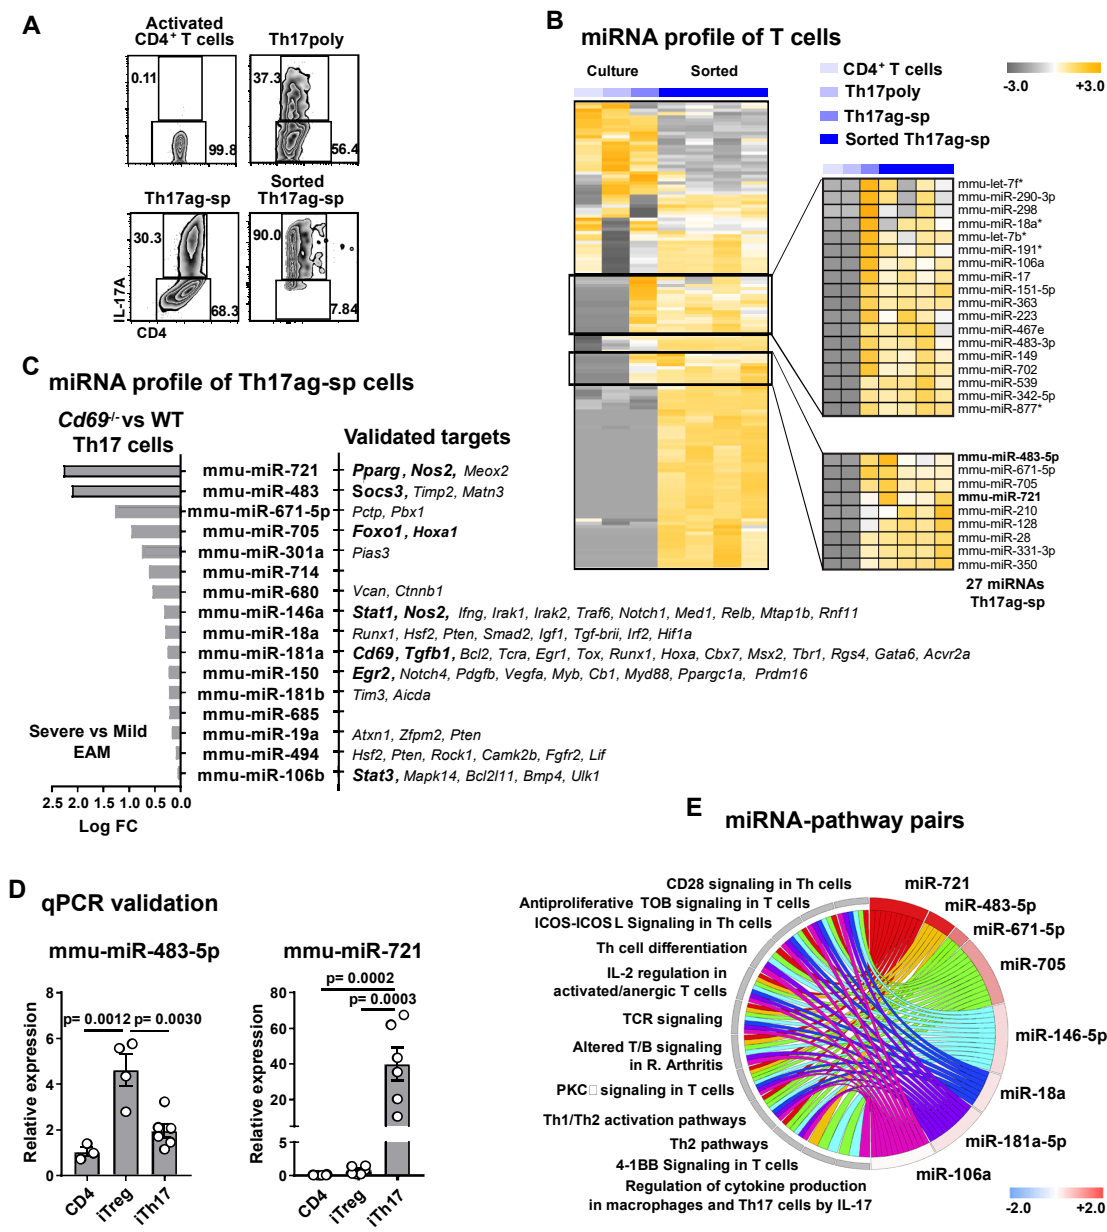 A
Activated
CD4+ T cells
Th17poly
0.11
99.8
37.3
56.4
Th17ag-sp
Sorted
Th17ag-sp
30.3
68.3
90.0
7.84
IL-17A
CD4
B
miRNA profile of T cells
Culture
Sorted
CD4+ T cells
Th17poly
Th17ag-sp
Sorted Th17ag-sp
-3.0
+3.0
mmu-let-7f*
mmu-miR-290-3p
mmu-miR-298
mmu-miR-18a*
mmu-let-7b*
mmu-miR-191*
mmu-miR-106a
mmu-miR-17
mmu-miR-151-5p
mmu-miR-363
mmu-miR-223
mmu-miR-467e
mmu-miR-483-3p
mmu-miR-149
mmu-miR-702
mmu-miR-539
mmu-miR-342-5p
mmu-miR-877*
mmu-miR-483-5p
mmu-miR-671-5p
mmu-miR-705
mmu-miR-721
mmu-miR-210
mmu-miR-128
mmu-miR-28
mmu-miR-331-3p
mmu-miR-350
27 miRNAs
Th17ag-sp
C
miRNA profile of Th17ag-sp cells
Cd69-/- vs WT
Th17 cells
Validated targets
mmu-miR-721 Pparg, Nos2, Meox2
mmu-miR-483 Socs3, Timp2, Matn3
mmu-miR-671-5p Pctp, Pbx1
mmu-miR-705 Foxo1, Hoxa1
mmu-miR-301a Pias3
mmu-miR-714
mmu-miR-680 Vcan, Ctnnb1
mmu-miR-146a Stat1, Nos2, Ifng, Irak1, Irak2, Traf6, Notch1, Med1, Relb, Mtap1b, Rnf11
mmu-miR-18a Runx1, Hsf2, Pten, Smad2, Igf1, Tgf-brii, Irf2, Hif1a
mmu-miR-181a Cd69, Tgfb1, Bcl2, Tcra, Egr1, Tox, Runx1, Hoxa, Cbx7, Msx2, Tbr1, Rgs4, Gata6, Acvr2a
mmu-miR-150 Egr2, Notch4, Pdgfb, Vegfa, Myb, Cb1, Myd88, Ppargc1a, Prdm16
mmu-miR-181b Tim3, Aicda
mmu-miR-685
mmu-miR-19a Atxn1, Zfpm2, Pten
mmu-miR-494 Hsf2, Pten, Rock1, Camk2b, Fgfr2, Lif
mmu-miR-106b Stat3, Mapk14, Bcl2l11, Bmp4, Ulk1
Severe vs Mild
EAM
2.5 2.0 1.5 1.0 0.5 0.0
Log FC
D
qPCR validation
mmu-miR-483-5p
p= 0.0012
p= 0.0030
Relative expression
8
6
4
2
0
CD4
iTreg
iTh17
mmu-miR-721
p= 0.0002
p= 0.0003
Relative expression
80
60
40
20
5
0
CD4
iTreg
iTh17
E
miRNA-pathway pairs
CD28 signaling in Th cells
Antiproliferative TOB signaling in T cells
ICOS-ICOS L Signaling in Th cells
Th cell differentiation
IL-2 regulation in
activated/anergic T cells
TCR signaling
Altered T/B signaling
in R. Arthritis
PKC□ signaling in T cells
Th1/Th2 activation pathways
Th2 pathways
4-1BB Signaling in T cells
Regulation of cytokine production
in macrophages and Th17 cells by IL-17
miR-721
miR-483-5p
miR-671-5p
miR-705
miR-146-5p
miR-18a
miR-181a-5p
miR-106a
-2.0
+2.0